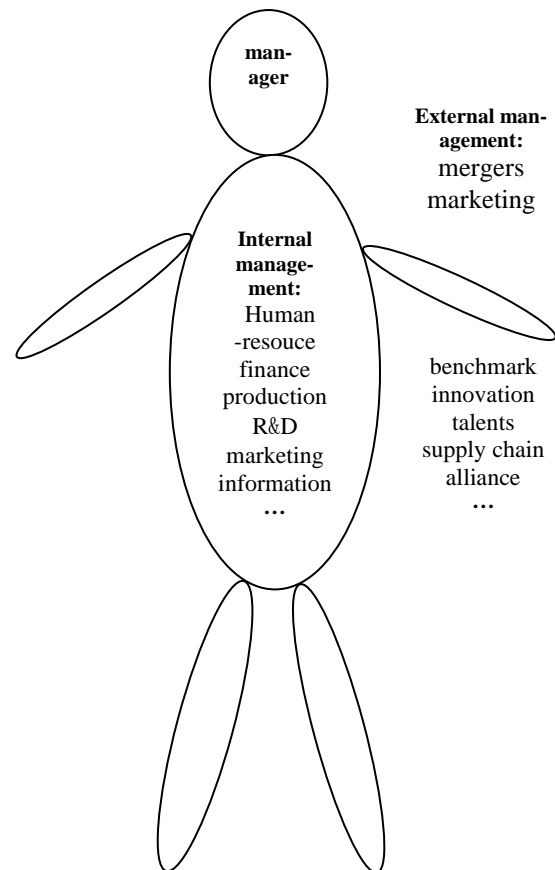 man-
ager
External man-
agement:
mergers
marketing
Internal
manage-
ment:
Human
-resouce
finance
production
R&D
marketing
information
...
benchmark
innovation
talents
supply chain
alliance
...